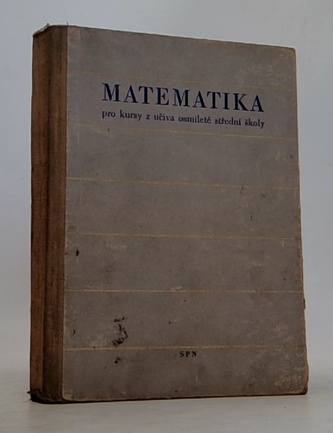 MATEMATIKA
pro kursy z učiva osmileté střední školy
SPN